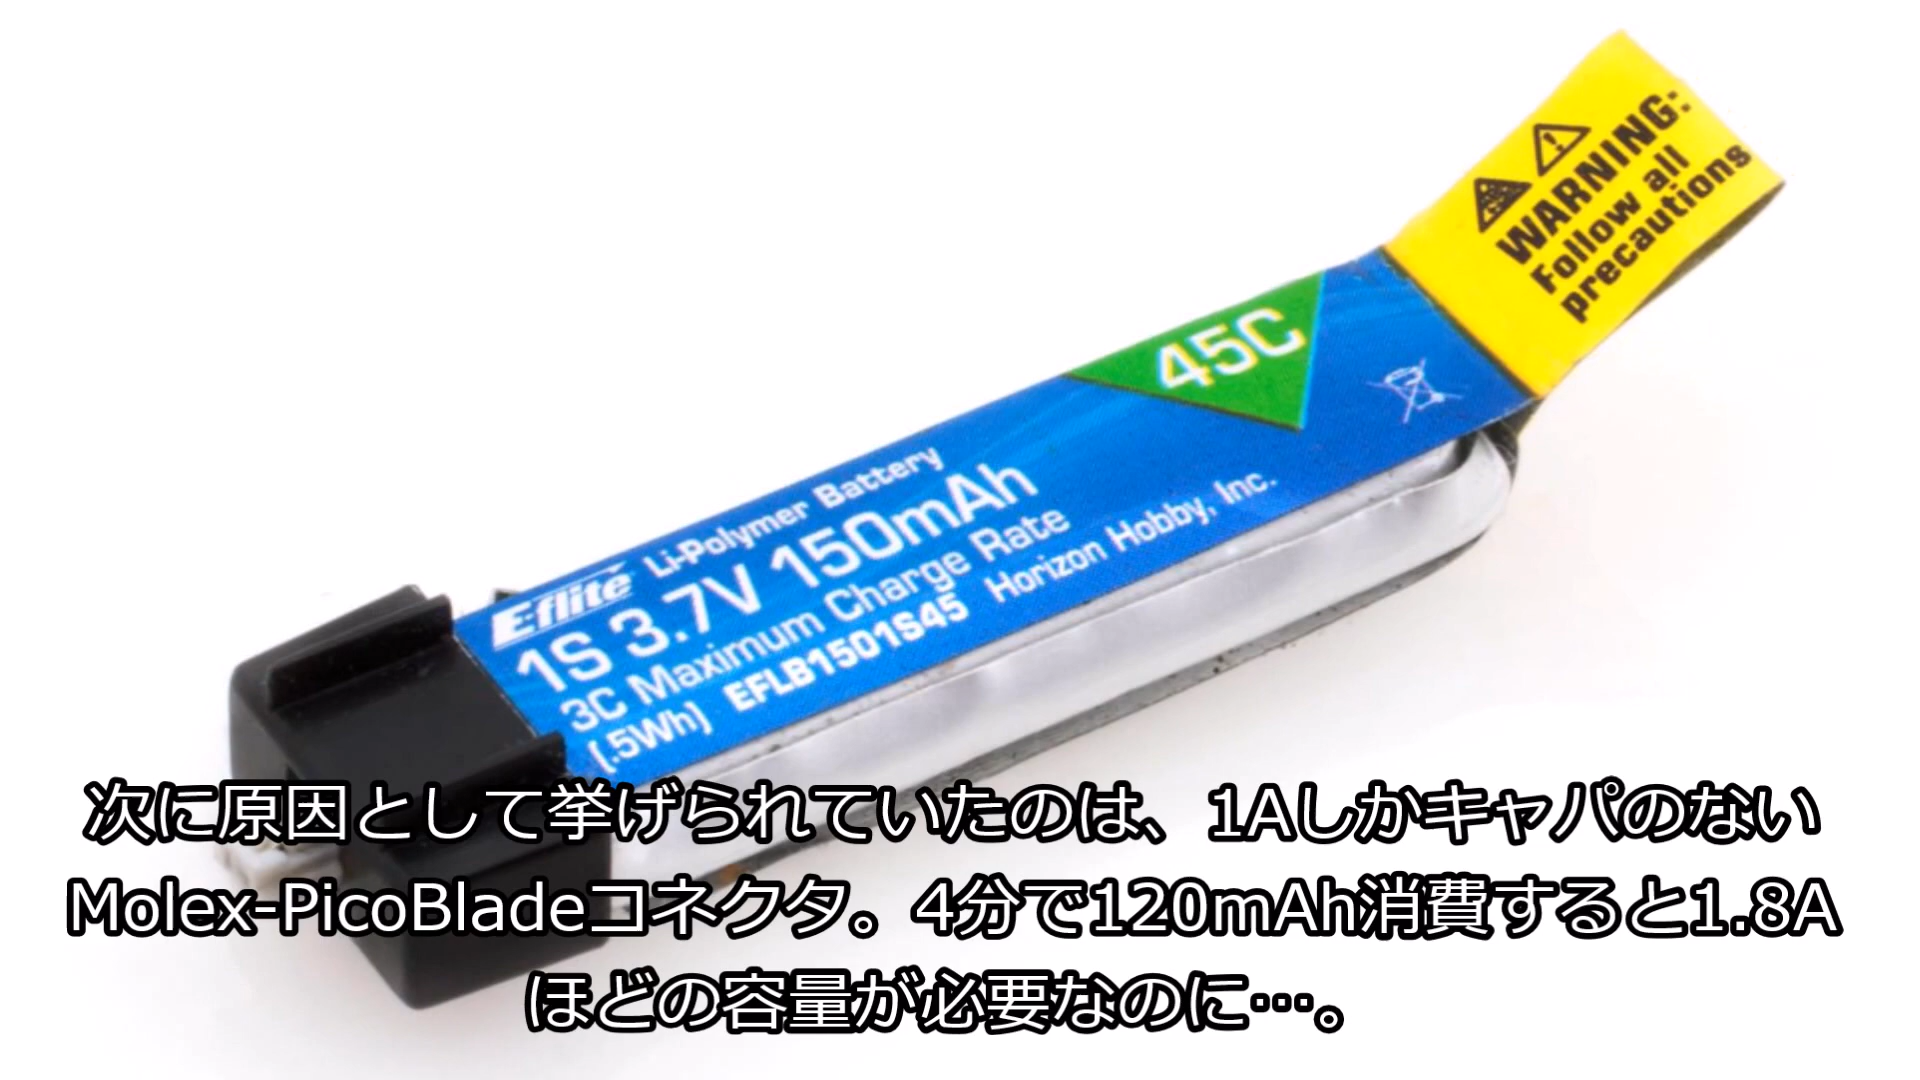 WARNING:
Follow all
precautions
45C
E-flite Li-Polymer Battery
1S 3.7V 150mAh
3C Maximum Charge Rate
(.5Wh) EFLB1501S45 Horizon Hobby, Inc.
次に原因として挙げられていたのは、1Aしかキャパのない
Molex-PicoBladeコネクタ。4分で120mAh消費すると1.8A
ほどの容量が必要なのに…。